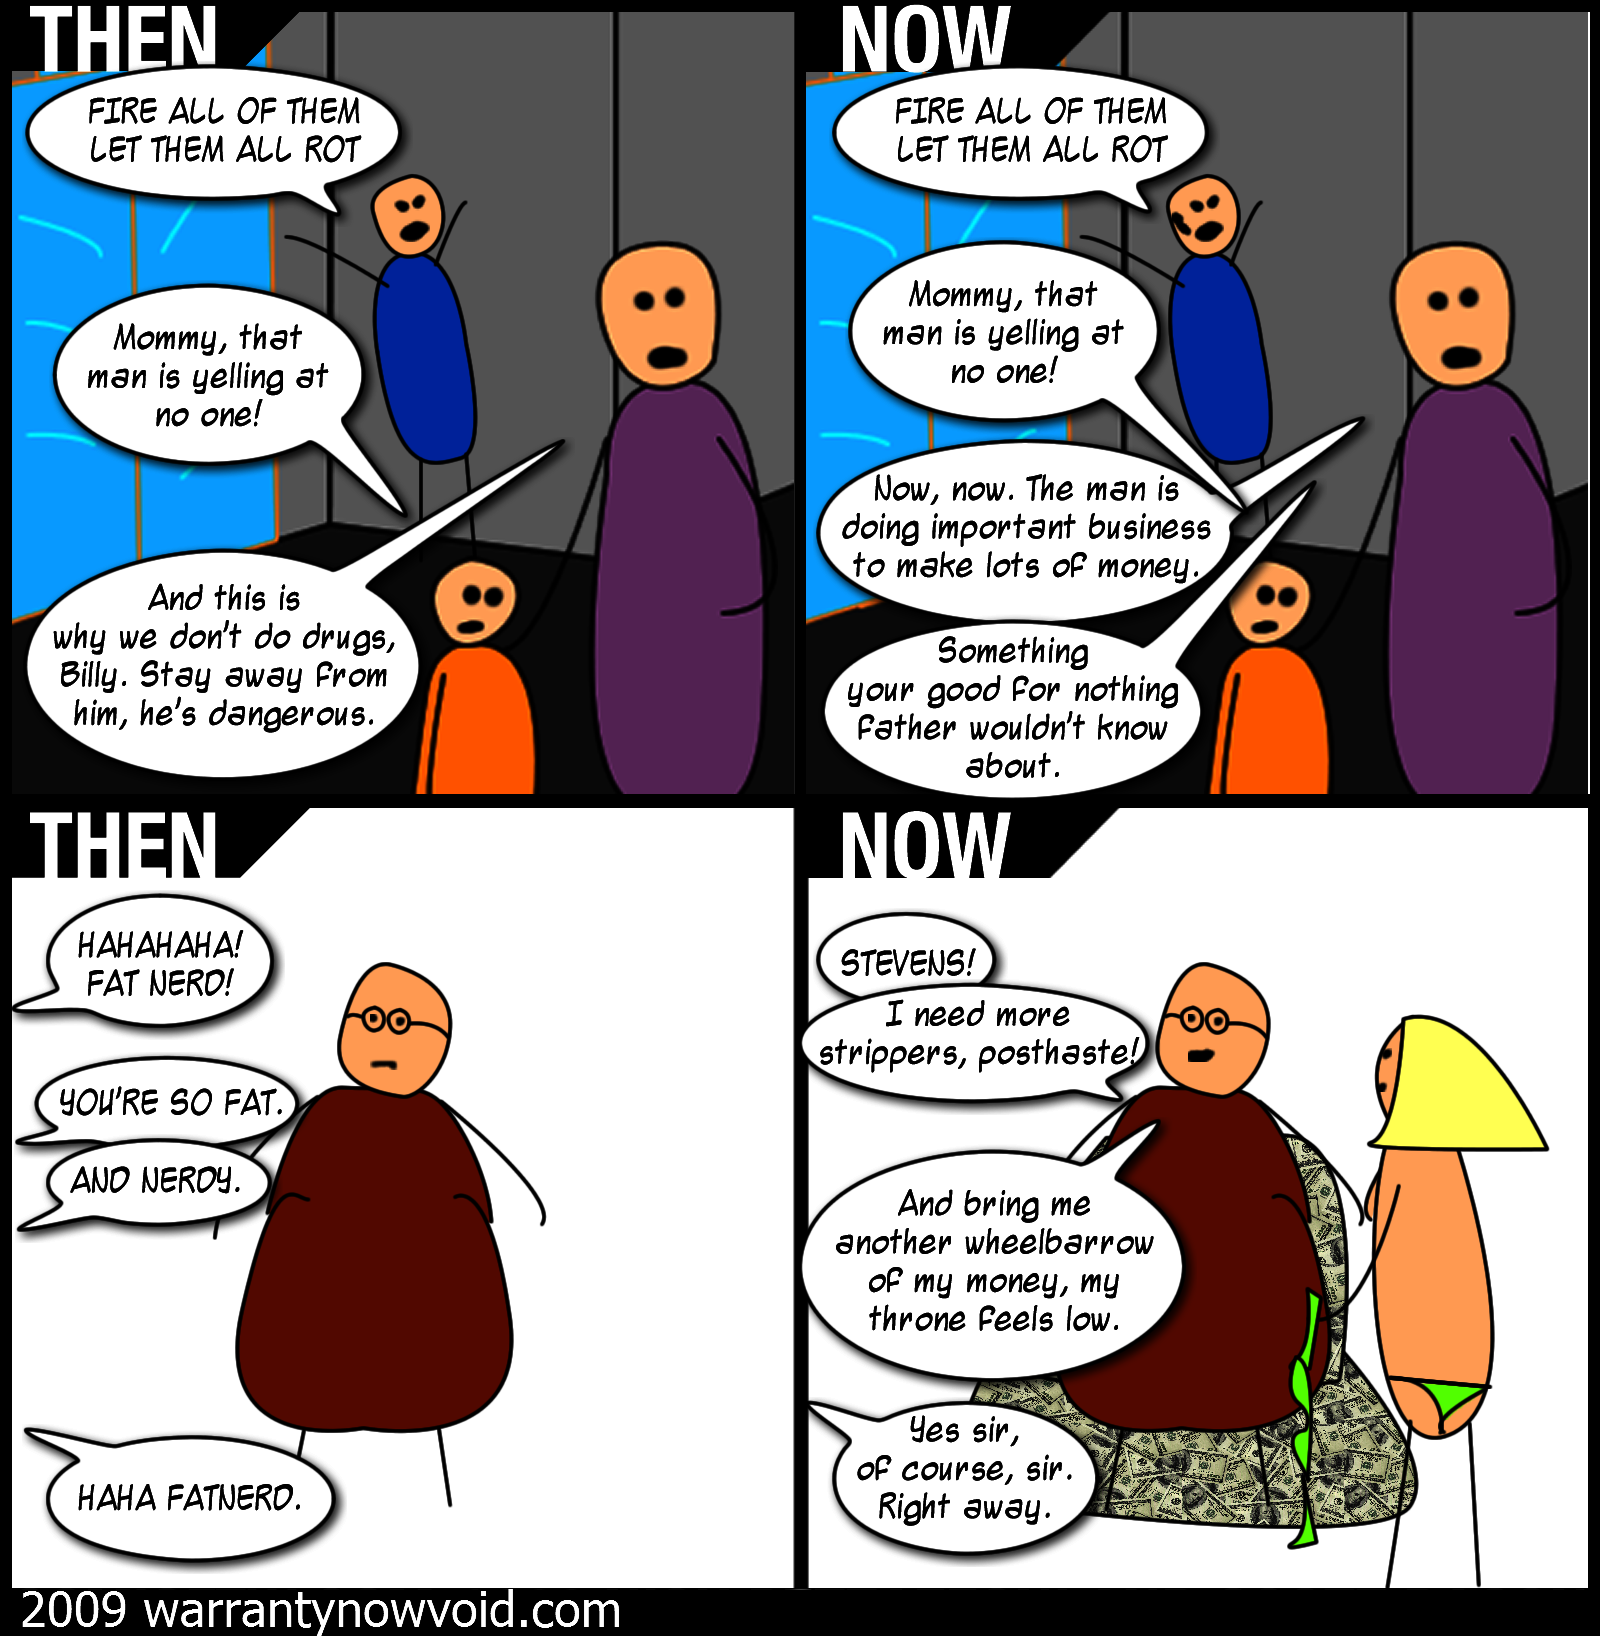 THEN
FIRE ALL OF THEM
LET THEM ALL ROT
Mommy, that
man is yelling at
no one!
And this is
why we don't do drugs,
Billy. Stay away from
him, he's dangerous.
NOW
FIRE ALL OF THEM
LET THEM ALL ROT
Mommy, that
man is yelling at
no one!
Now, now. The man is
doing important business
to make lots of money.
Something
your good for nothing
father wouldn't know
about.
THEN
HAHAHAHA!
FAT NERD!
YOU'RE SO FAT.
AND NERDY.
HAHA FATNERD.
NOW
STEVENS!
I need more
strippers, posthaste!
And bring me
another wheelbarrow
of my money, my
throne feels low.
Yes sir,
of course, sir.
Right away.
2009 warrantynowvoid.com